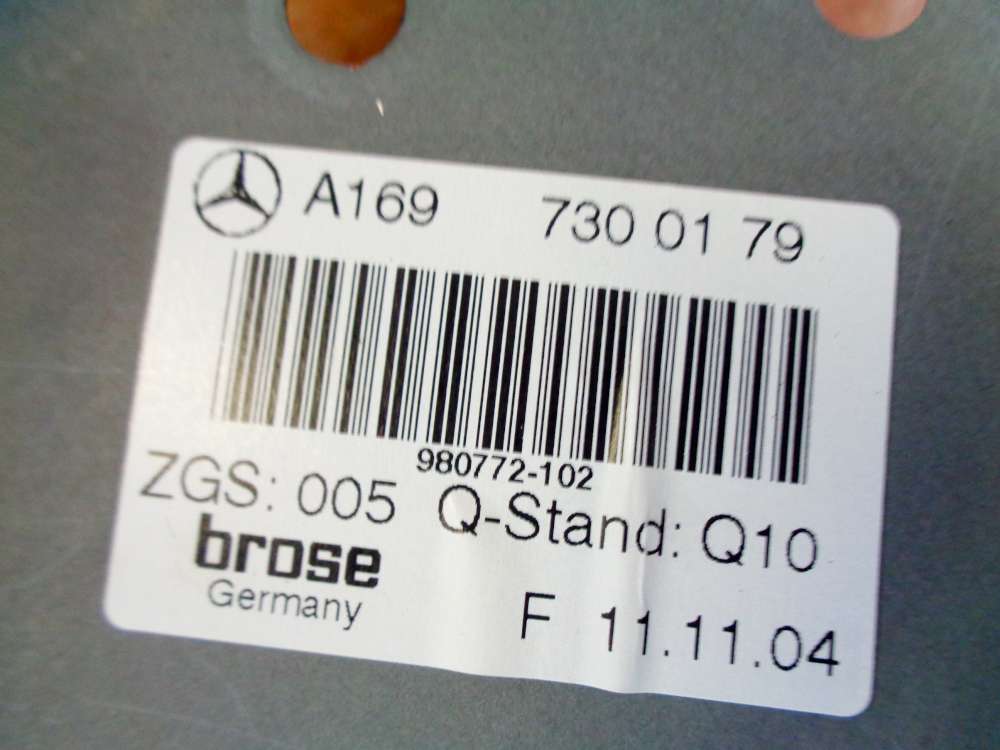 A169 730 01 79
980772-102
ZGS: 005 Q-Stand: Q10
brose
Germany
F 11.11.04